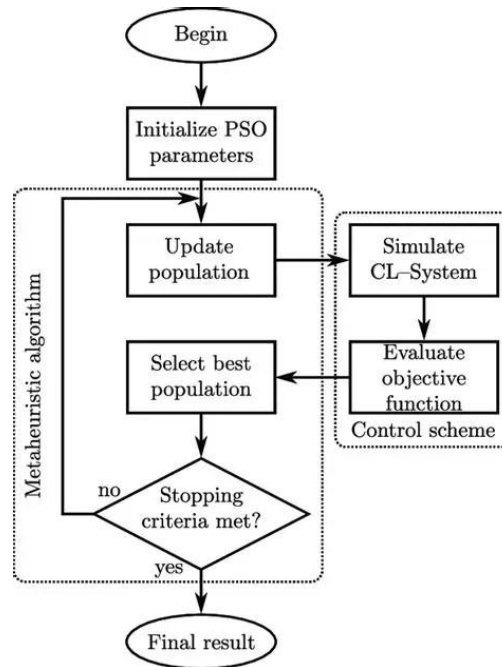 Begin
Initialize PSO
parameters
Update
population
Simulate
CL–System
Evaluate
objective
function
Control scheme
Select best
population
Metaheuristic algorithm
no
Stopping
criteria met?
yes
Final result